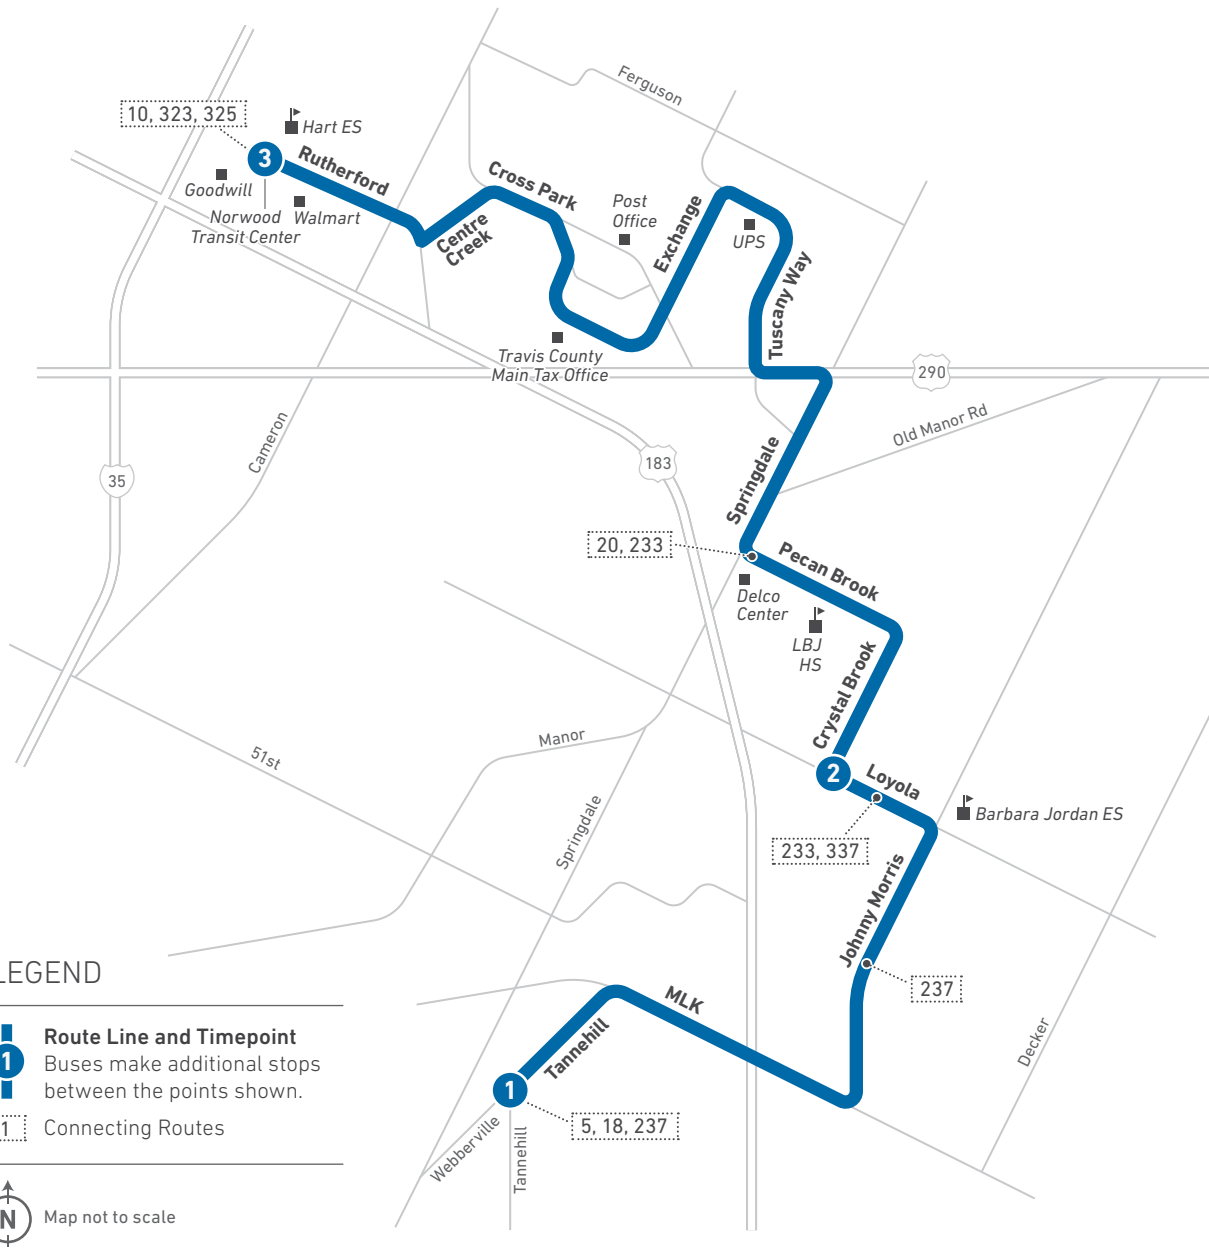 Ferguson
10, 323, 325
Hart ES
3
Rutherford
Goodwill
Norwood
Transit Center
Walmart
Cross Park
Centre
Creek
Post
Office
Exchange
UPS
Tuscany Way
Travis County
Main Tax Office
290
Old Manor Rd
Cameron
35
183
Springdale
20, 233
Pecan Brook
Delco
Center
LBJ
HS
Crystal Brook
Manor
51st
2
Loyola
Springdale
Barbara Jordan ES
233, 337
Johnny Morris
237
MLK
Tannehill
Decker
1
5, 18, 237
Webberville
Tannehill
LEGEND
1
Route Line and Timepoint
Buses make additional stops
between the points shown.
1
Connecting Routes
N
Map not to scale